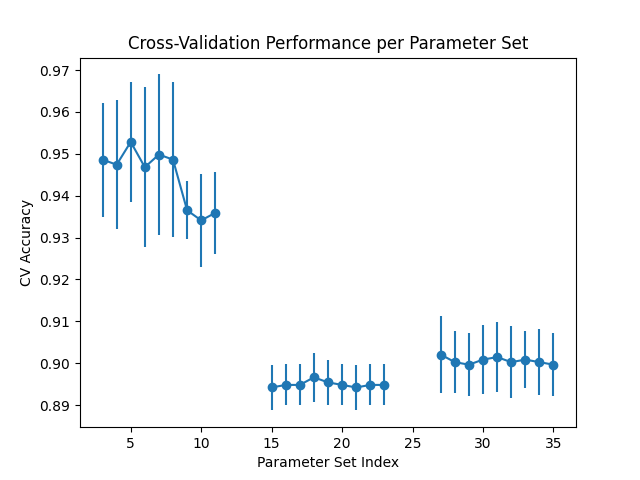 Cross-Validation Performance per Parameter Set
0.97
0.96
0.95
0.94
0.93
0.92
0.91
0.90
0.89
CV Accuracy
5 10 15 20 25 30 35
Parameter Set Index